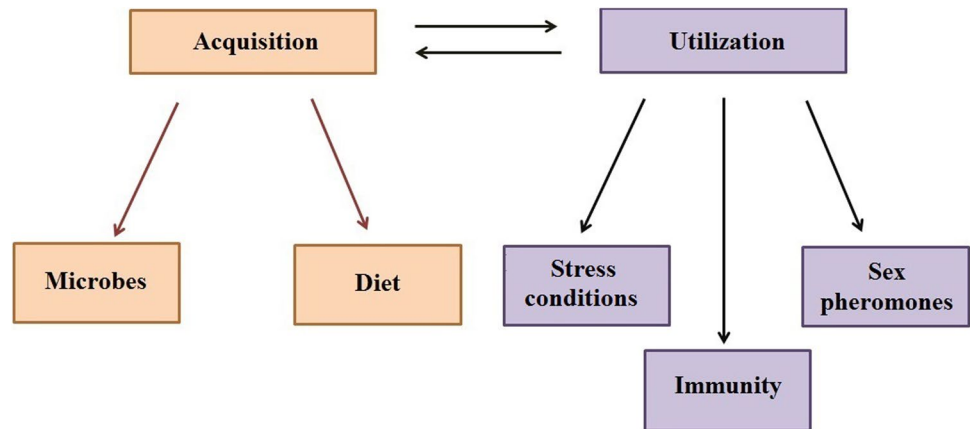 Acquisition
Utilization
Microbes
Diet
Stress
conditions
Sex
pheromones
Immunity